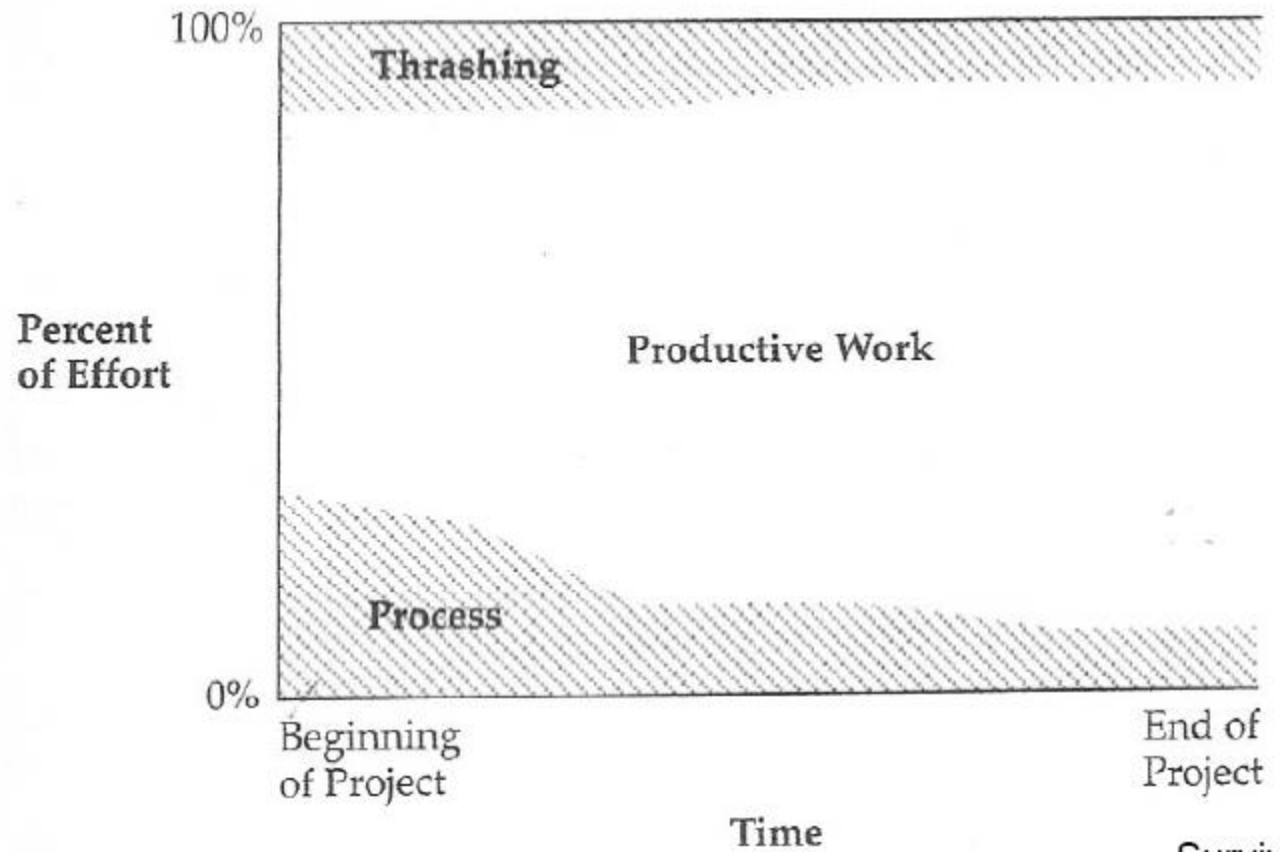 100%
Thrashing
Percent
of Effort
Productive Work
Process
0%
Beginning
of Project
End of
Project
Time